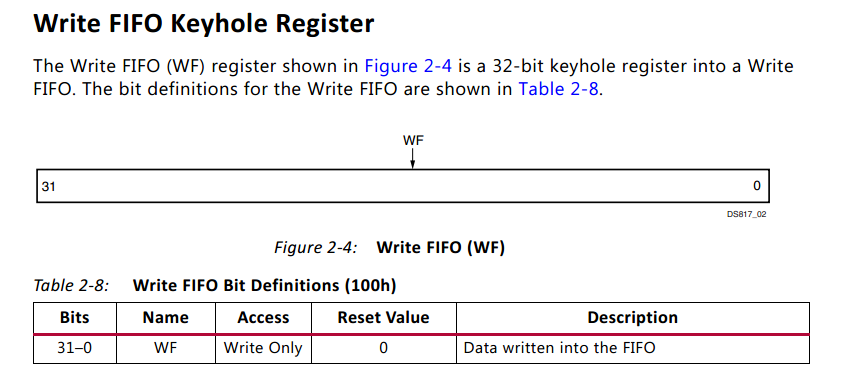 Write FIFO Keyhole Register
The Write FIFO (WF) register shown in Figure 2-4 is a 32-bit keyhole register into a Write
FIFO. The bit definitions for the Write FIFO are shown in Table 2-8.
WF
31 0
DS817_02
Figure 2-4: Write FIFO (WF)
Table 2-8: Write FIFO Bit Definitions (100h)
Bits Name Access Reset Value Description
31–0 WF Write Only 0 Data written into the FIFO